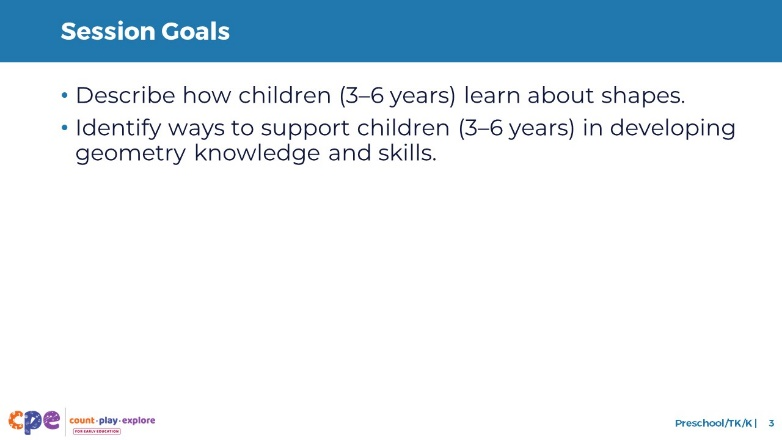 Session Goals
• Describe how children (3–6 years) learn about shapes.
• Identify ways to support children (3–6 years) in developing
geometry knowledge and skills.
cpe
count·play·explore
FOR EARLY EDUCATION
Preschool/TK/K | 3